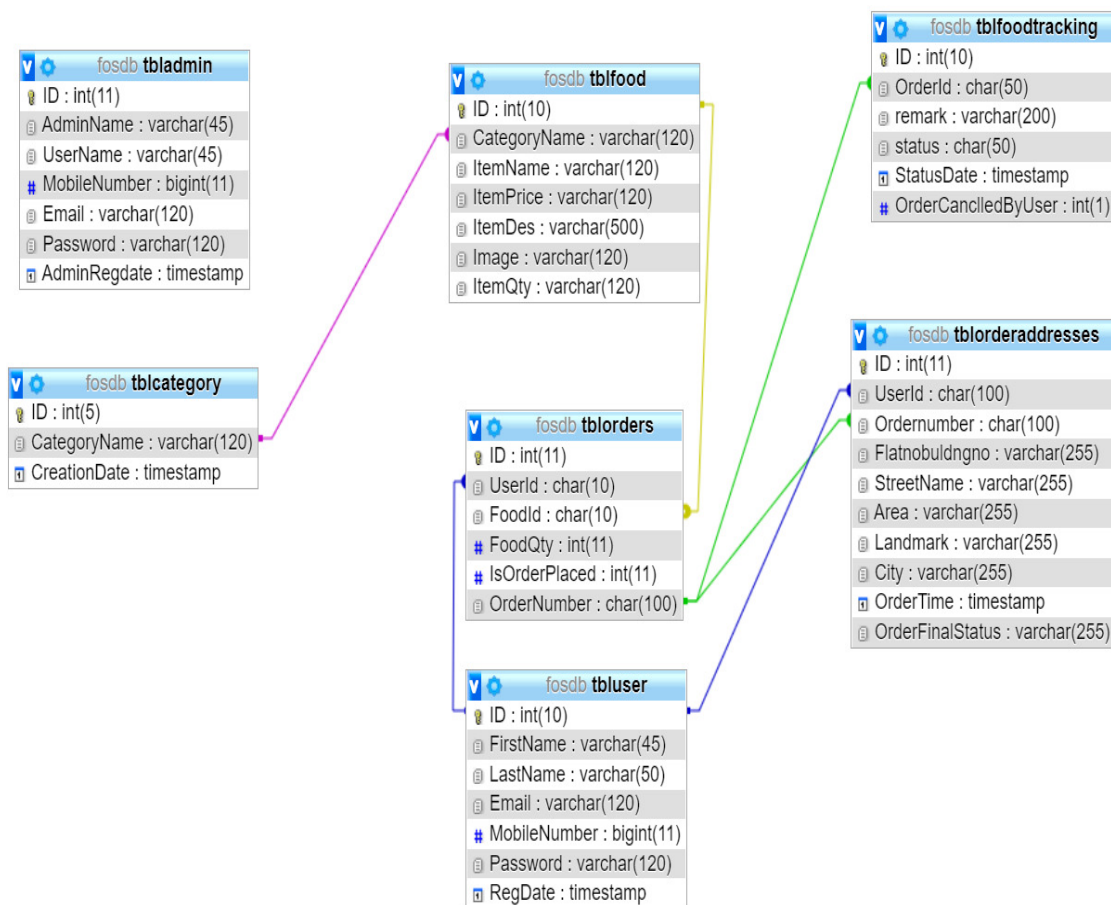 fosdb tbladmin
ID : int(11)
AdminName : varchar(45)
UserName : varchar(45)
MobileNumber : bigint(11)
Email : varchar(120)
Password : varchar(120)
AdminRegdate : timestamp
fosdb tblcategory
ID : int(5)
CategoryName : varchar(120)
CreationDate : timestamp
fosdb tblfood
ID : int(10)
CategoryName : varchar(120)
ItemName : varchar(120)
ItemPrice : varchar(120)
ItemDes : varchar(500)
Image : varchar(120)
ItemQty : varchar(120)
fosdb tblorders
ID : int(11)
UserId : char(10)
FoodId : char(10)
FoodQty : int(11)
IsOrderPlaced : int(11)
OrderNumber : char(100)
fosdb tbluser
ID : int(10)
FirstName : varchar(45)
LastName : varchar(50)
Email : varchar(120)
MobileNumber : bigint(11)
Password : varchar(120)
RegDate : timestamp
fosdb tblfoodtracking
ID : int(10)
OrderId : char(50)
remark : varchar(200)
status : char(50)
StatusDate : timestamp
OrderCanclledByUser : int(1)
fosdb tblorderaddresses
ID : int(11)
UserId : char(100)
Ordernumber : char(100)
Flatnobuldngno : varchar(255)
StreetName : varchar(255)
Area : varchar(255)
Landmark : varchar(255)
City : varchar(255)
OrderTime : timestamp
OrderFinalStatus : varchar(255)